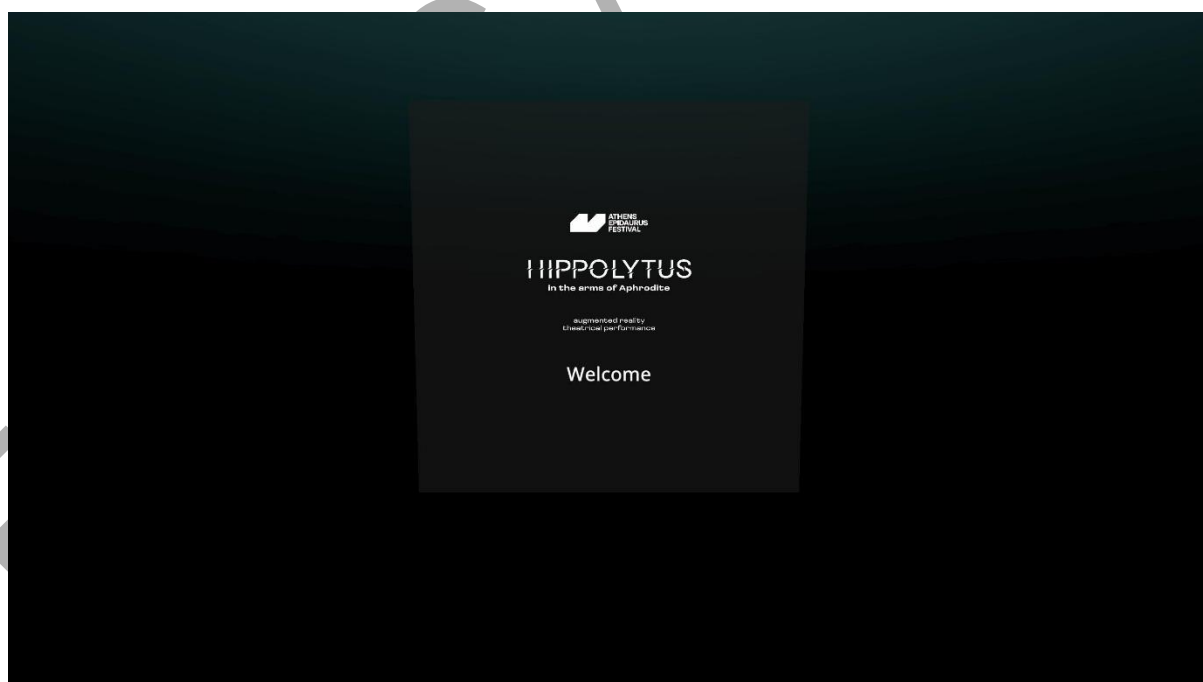 ATHENS
EPIDAURUS
FESTIVAL
HIPPOLYTUS
in the arms of Aphrodite
augmented reality
theatrical performance
Welcome